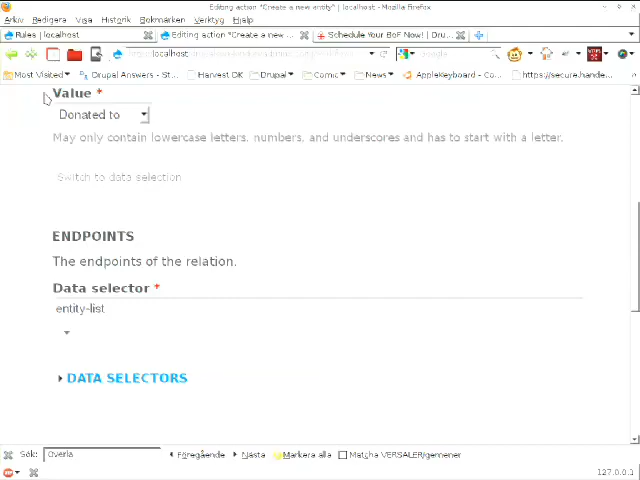 Editing action "Create a new entity" | localhost - Mozilla Firefox
Arkiv Redigera Visa Historik Bokmärken Verktyg Hjälp
Rules | localhost Editing action "Create a new ... Schedule Your BoF Now! | Dru...
localhost google
Most Visited Drupal Answers - St... Harvest DK Drupal Comic News AppleKeyboard - Co... https://secure.hande...
Value *
Donated to
May only contain lowercase letters, numbers, and underscores and has to start with a letter.
Switch to data selection
ENDPOINTS
The endpoints of the relation.
Data selector *
entity-list
DATA SELECTORS
Sök: Overla Föregående Nästa Markera alla Matcha VERSALER/gemener
127.0.0.1